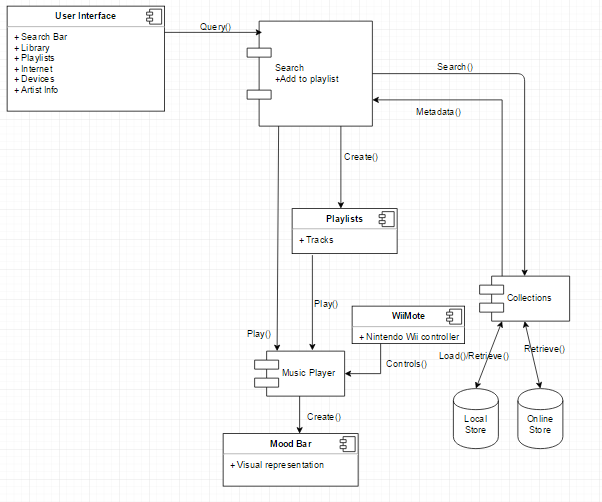 User Interface
+ Search Bar
+ Library
+ Playlists
+ Internet
+ Devices
+ Artist Info
Query()
Search
+Add to playlist
Search()
Metadata()
Create()
Playlists
+ Tracks
Collections
Play()
WiiMote
+ Nintendo Wii controller
Play()
Controls()
Load()/Retrieve()
Retrieve()
Music Player
Create()
Local
Store
Online
Store
Mood Bar
+ Visual representation